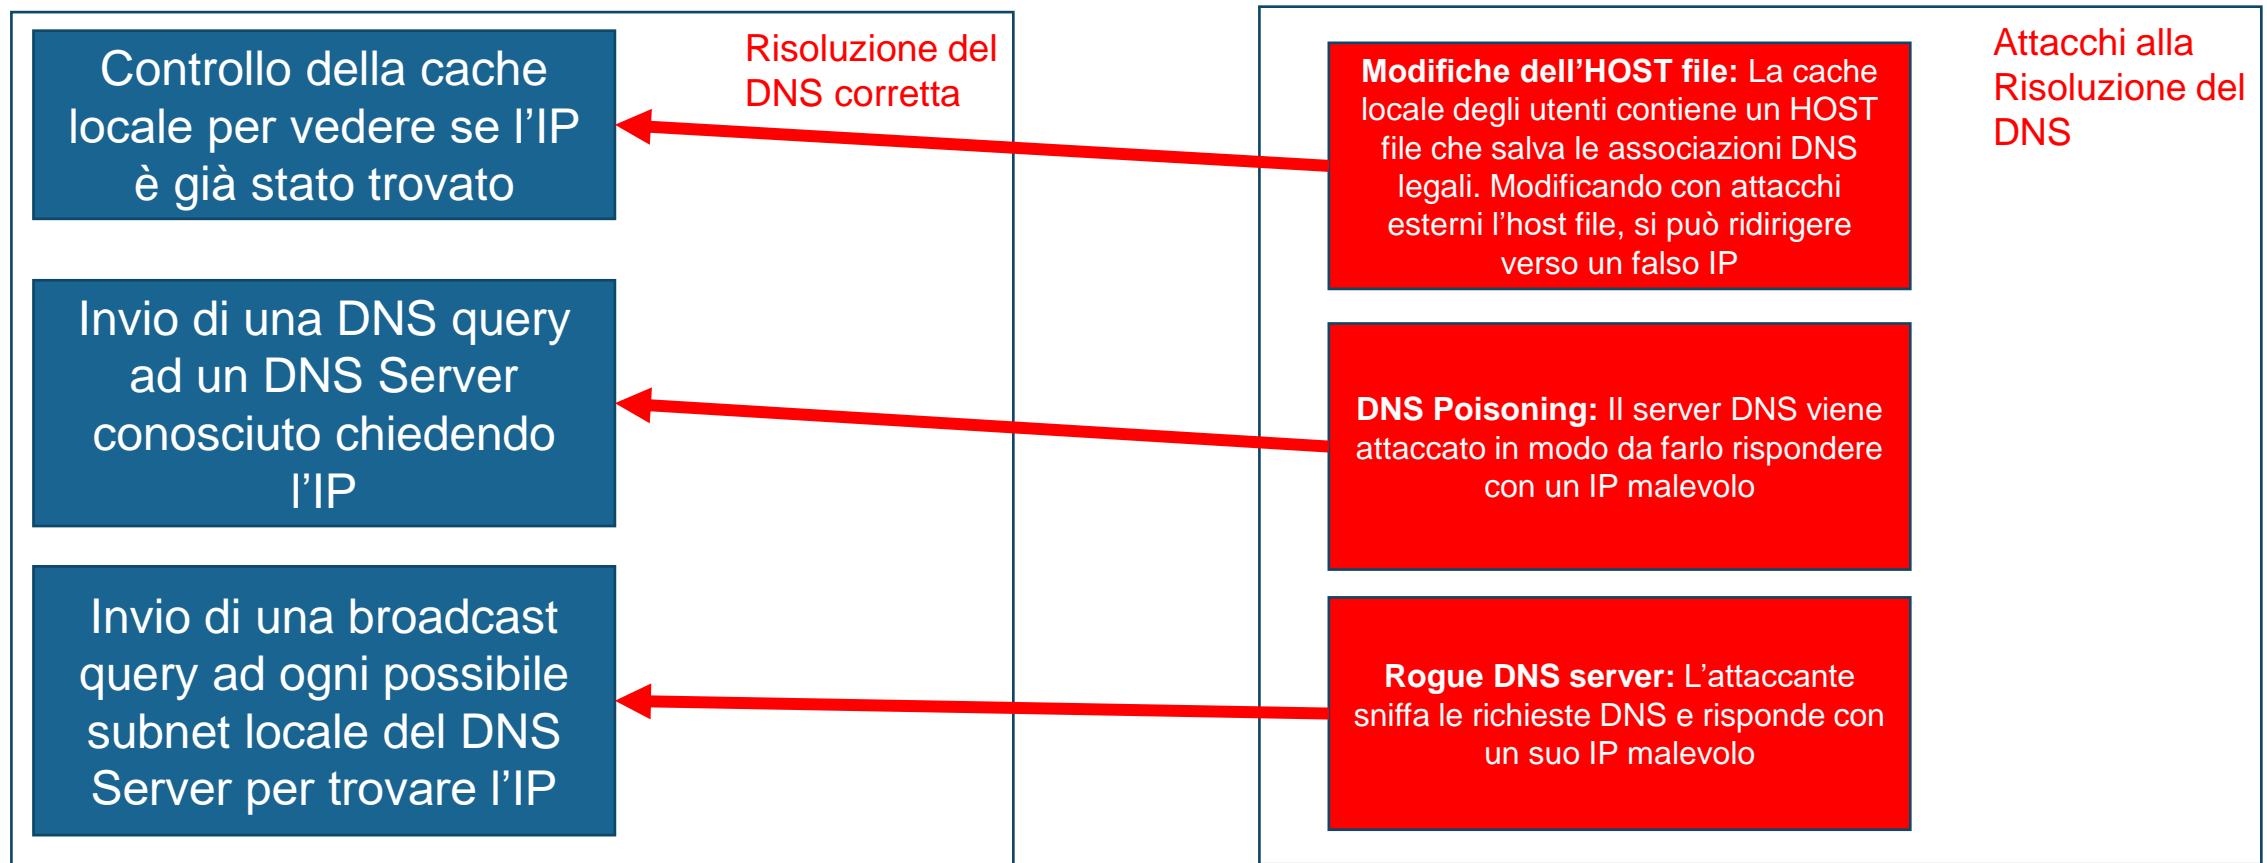 Controllo della cache
locale per vedere se l’IP
è già stato trovato
Risoluzione del
DNS corretta
Invio di una DNS query
ad un DNS Server
conosciuto chiedendo
l’IP
Invio di una broadcast
query ad ogni possibile
subnet locale del DNS
Server per trovare l’IP
Modifiche dell’HOST file: La cache
locale degli utenti contiene un HOST
file che salva le associazioni DNS
legali. Modificando con attacchi
esterni l’host file, si può ridirigere
verso un falso IP
Attacchi alla
Risoluzione del
DNS
DNS Poisoning: Il server DNS viene
attaccato in modo da farlo rispondere
con un IP malevolo
Rogue DNS server: L’attaccante
sniffa le richieste DNS e risponde con
un suo IP malevolo